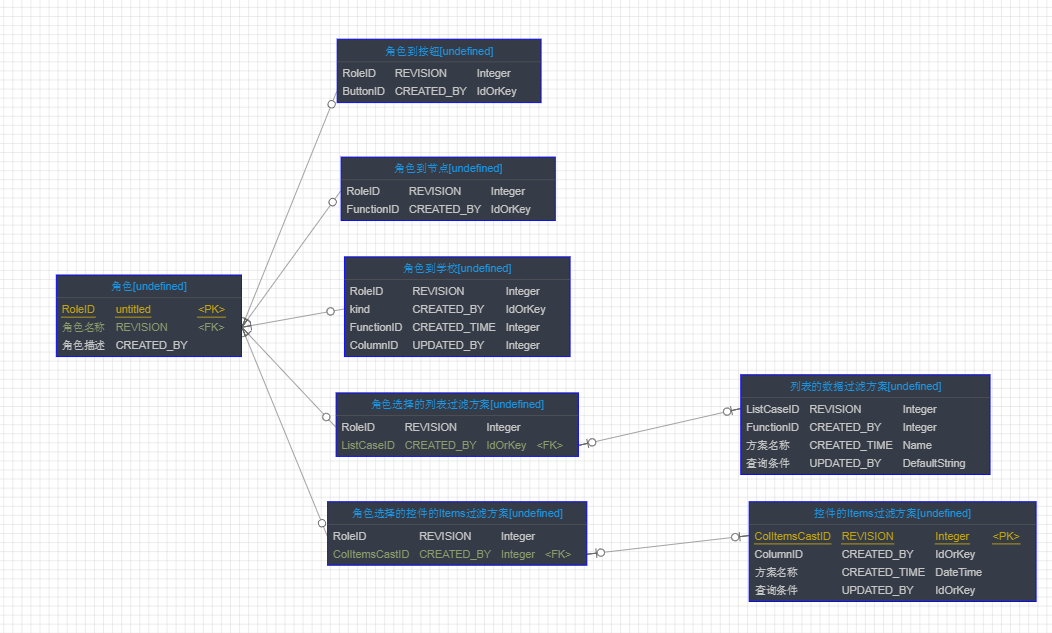 角色到按钮[undefined]
RoleID REVISION Integer
ButtonID CREATED_BY IdOrKey
角色到节点[undefined]
RoleID REVISION Integer
FunctionID CREATED_BY IdOrKey
角色到学校[undefined]
RoleID REVISION Integer
kind CREATED_BY IdOrKey
FunctionID CREATED_TIME Integer
ColumnID UPDATED_BY Integer
角色[undefined]
RoleID untitled <PK>
角色名称 REVISION <FK>
角色描述 CREATED_BY
角色选择的列表过滤方案[undefined]
RoleID REVISION Integer
ListCaseID CREATED_BY IdOrKey <FK>
列表的数据过滤方案[undefined]
ListCaseID REVISION Integer
FunctionID CREATED_BY Integer
方案名称 CREATED_TIME Name
查询条件 UPDATED_BY DefaultString
角色选择的控件的Items过滤方案[undefined]
RoleID REVISION Integer
ColItemsCastID CREATED_BY Integer <FK>
控件的Items过滤方案[undefined]
ColItemsCastID REVISION Integer <PK>
ColumnID CREATED_BY IdOrKey
方案名称 CREATED_TIME DateTime
查询条件 UPDATED_BY IdOrKey